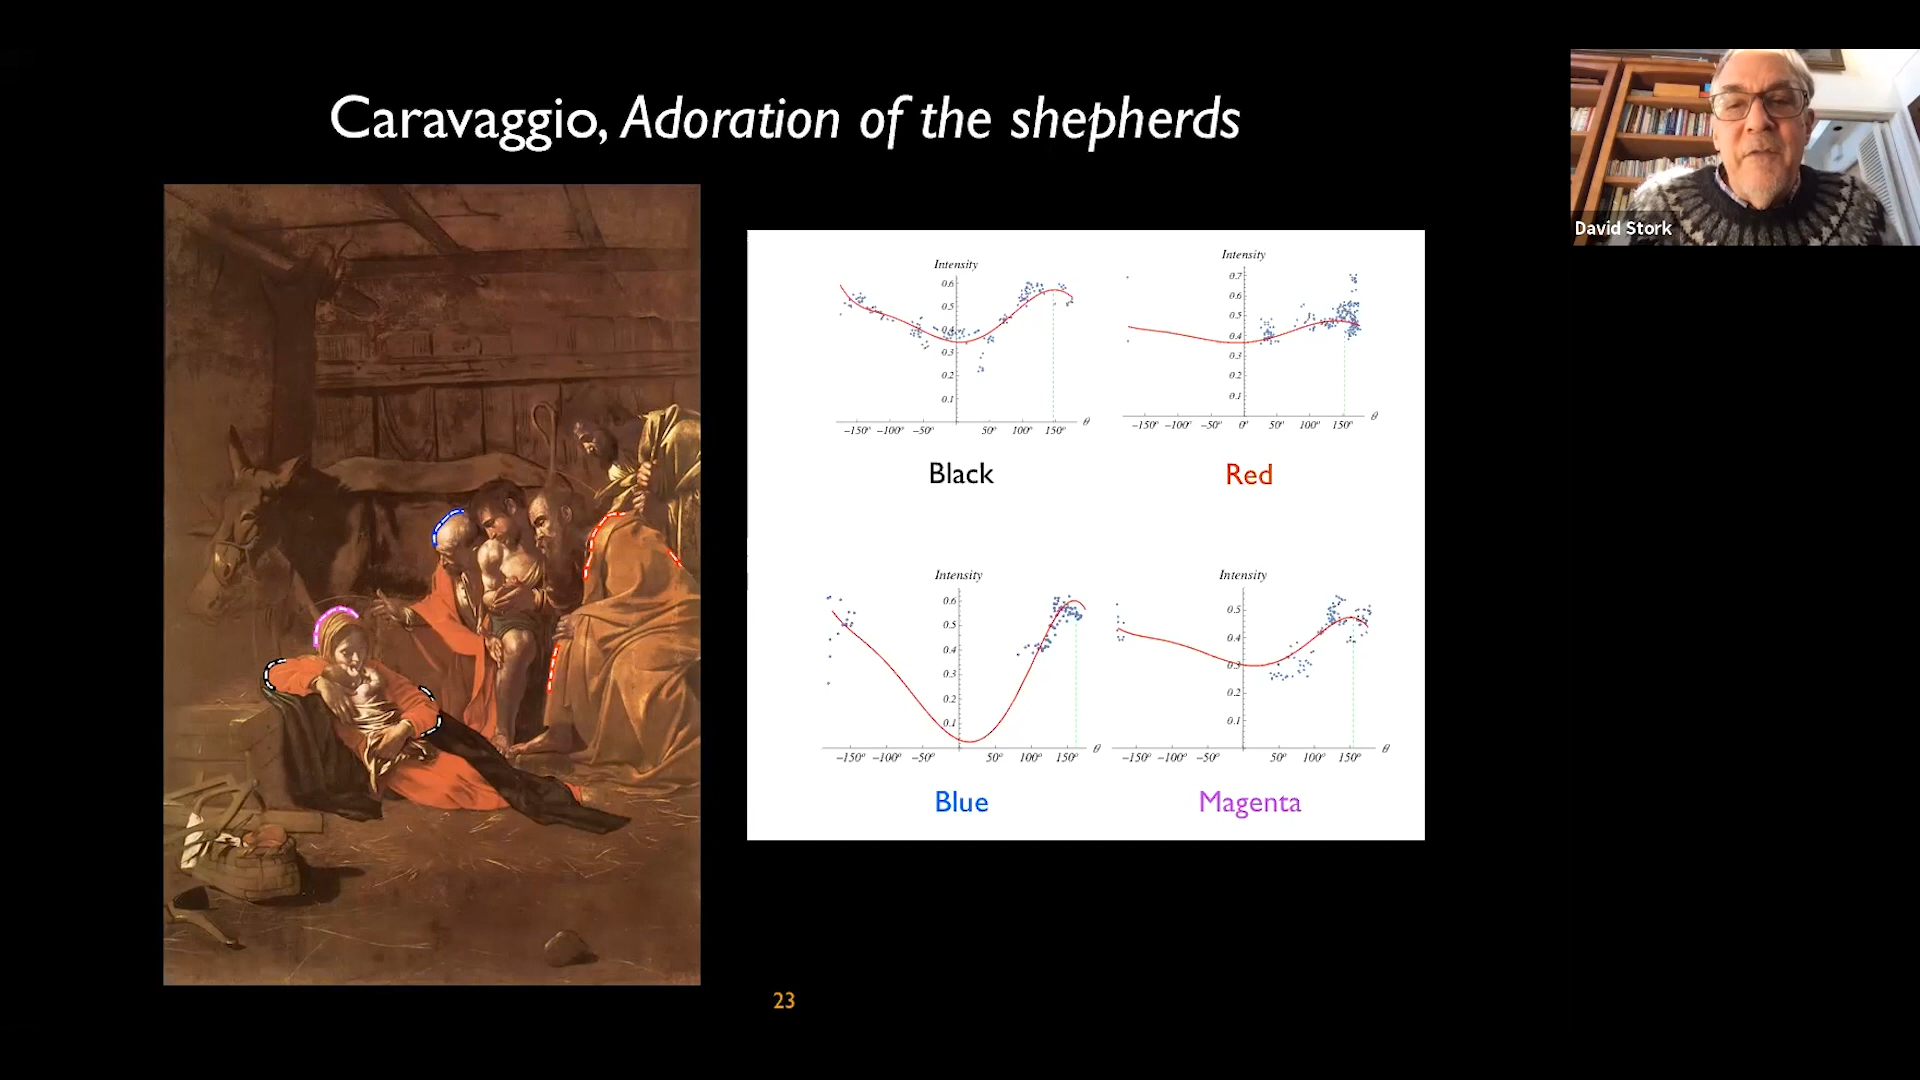 Caravaggio, Adoration of the shepherds
David Stork
Intensity
0.6
0.5
0.4
0.3
0.2
0.1
−150° −100° −50° 50° 100° 150° θ
Black
Intensity
0.7
0.6
0.5
0.4
0.3
0.2
0.1
−150° −100° −50° 0° 50° 100° 150° θ
Red
Intensity
0.6
0.5
0.4
0.3
0.2
0.1
−150° −100° −50° 50° 100° 150° θ
Blue
Intensity
0.5
0.4
0.3
0.2
0.1
−150° −100° −50° 50° 100° 150° θ
Magenta
23